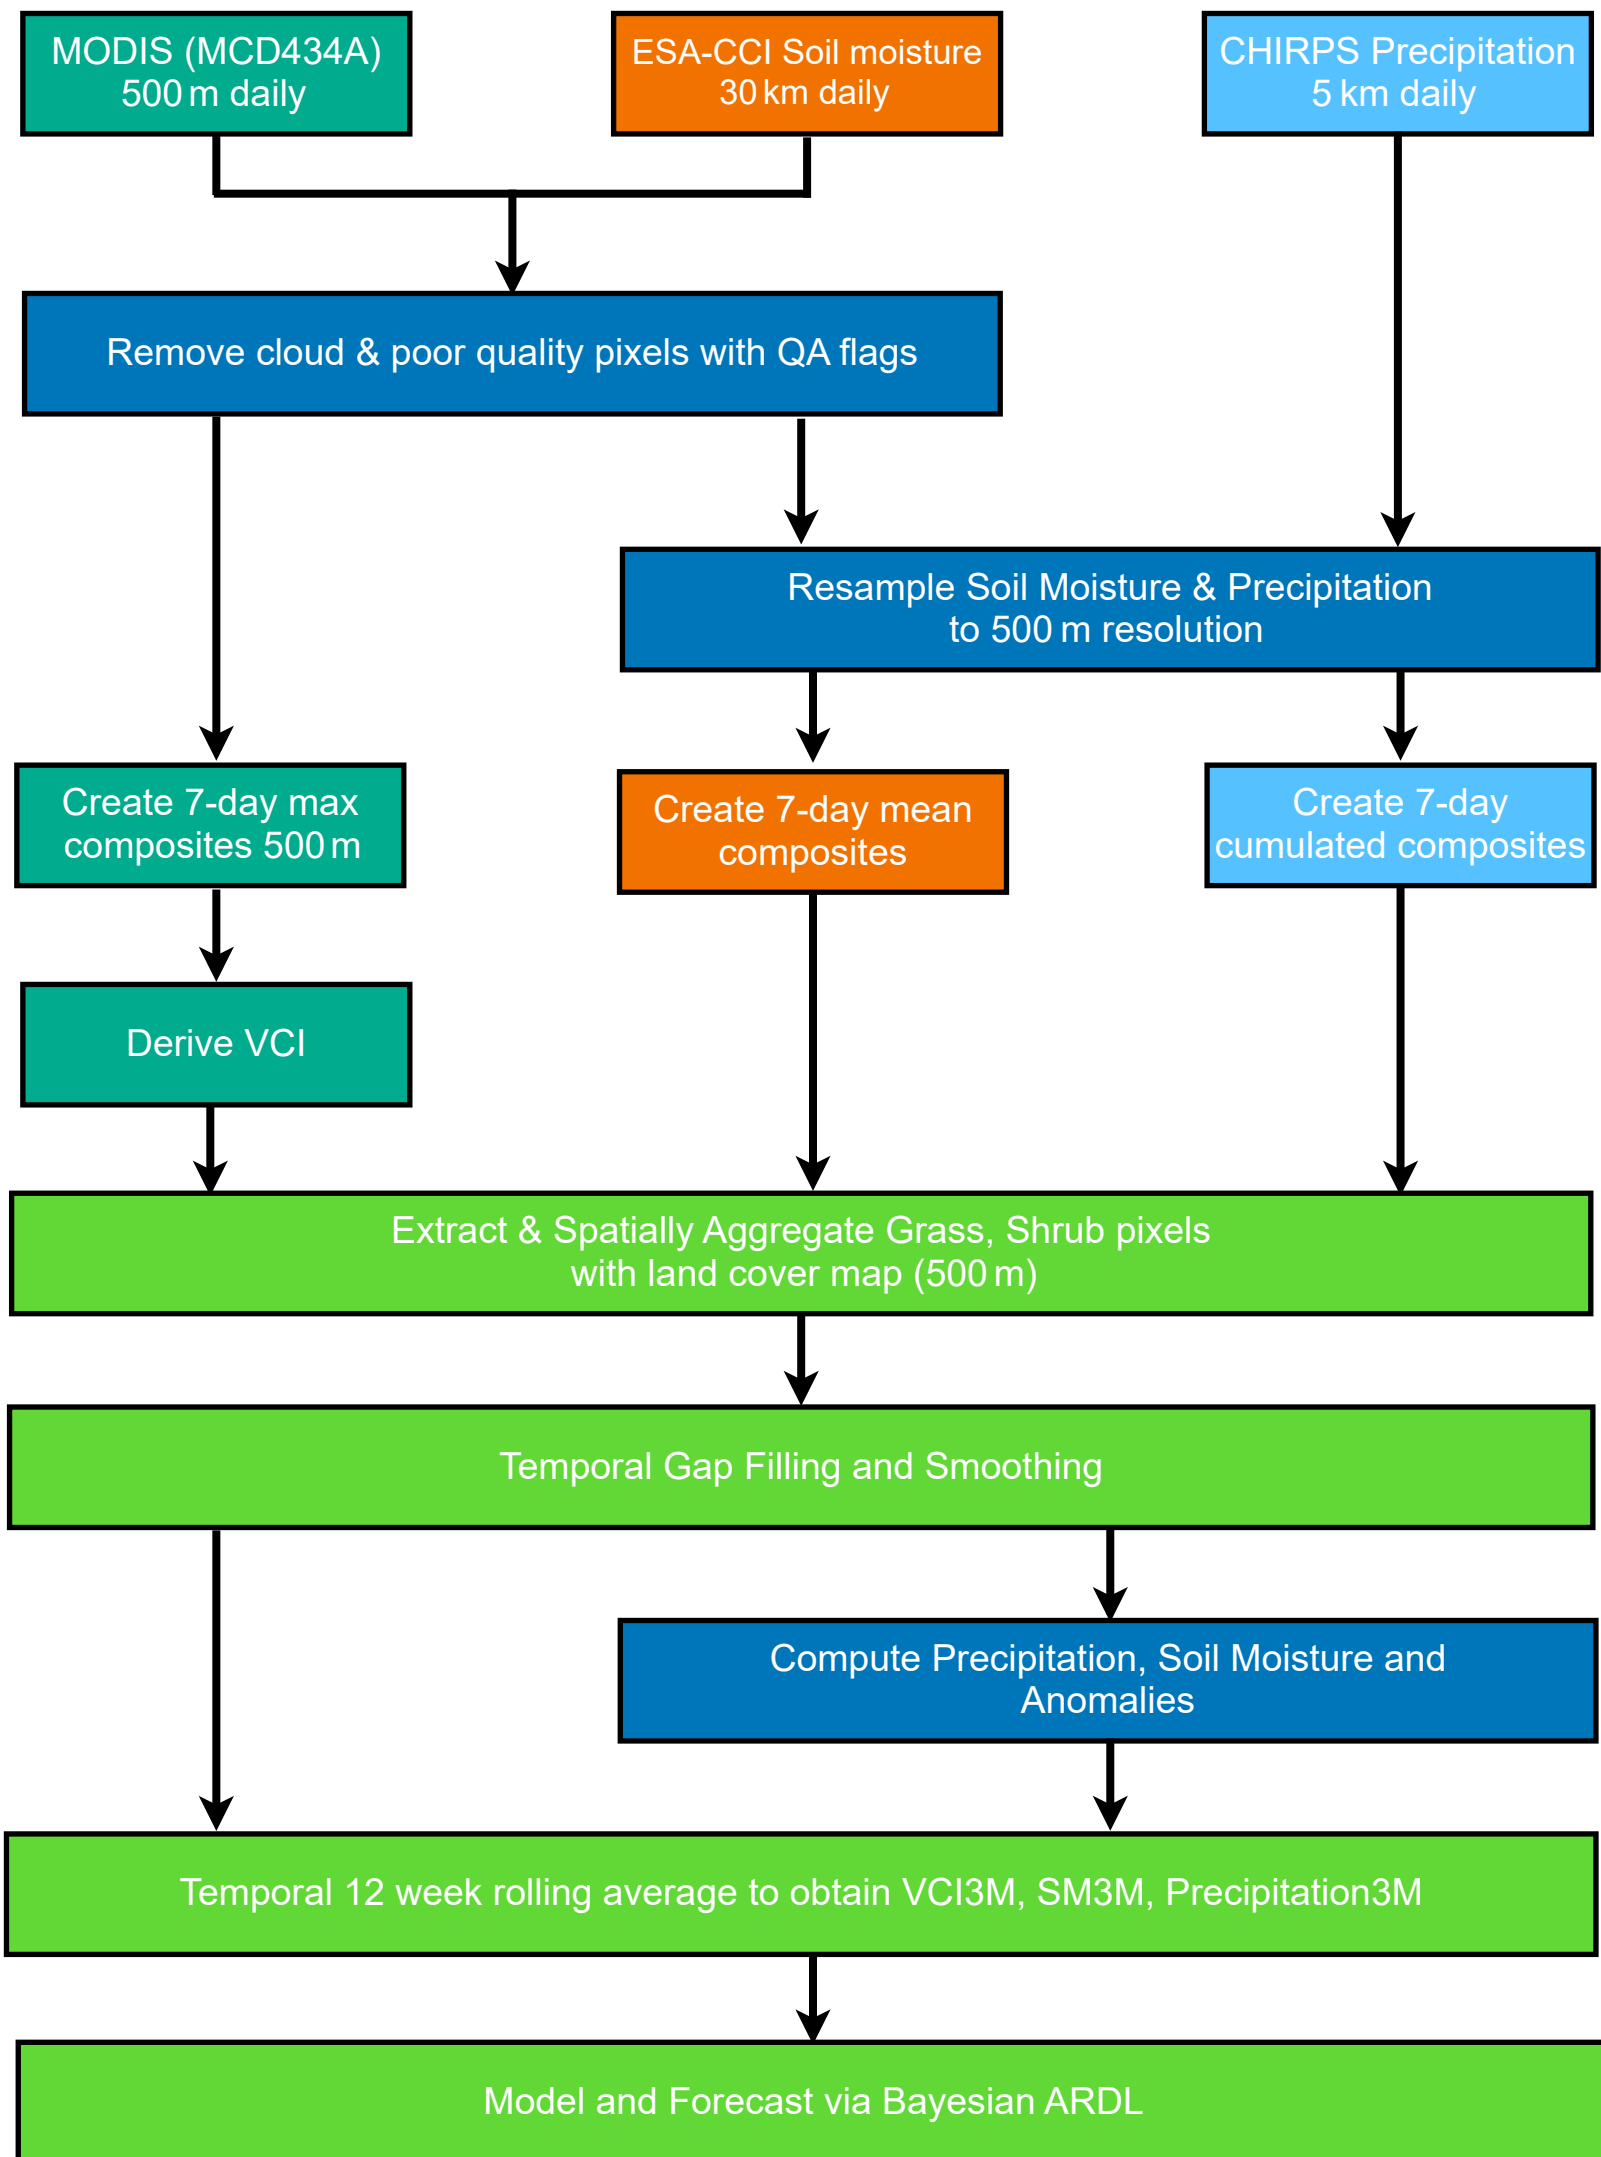 MODIS (MCD434A)
500 m daily
ESA-CCI Soil moisture
30 km daily
CHIRPS Precipitation
5 km daily
Remove cloud & poor quality pixels with QA flags
Resample Soil Moisture & Precipitation
to 500 m resolution
Create 7-day max
composites 500 m
Create 7-day mean
composites
Create 7-day
cumulated composites
Derive VCI
Extract & Spatially Aggregate Grass, Shrub pixels
with land cover map (500 m)
Temporal Gap Filling and Smoothing
Compute Precipitation, Soil Moisture and
Anomalies
Temporal 12 week rolling average to obtain VCI3M, SM3M, Precipitation3M
Model and Forecast via Bayesian ARDL